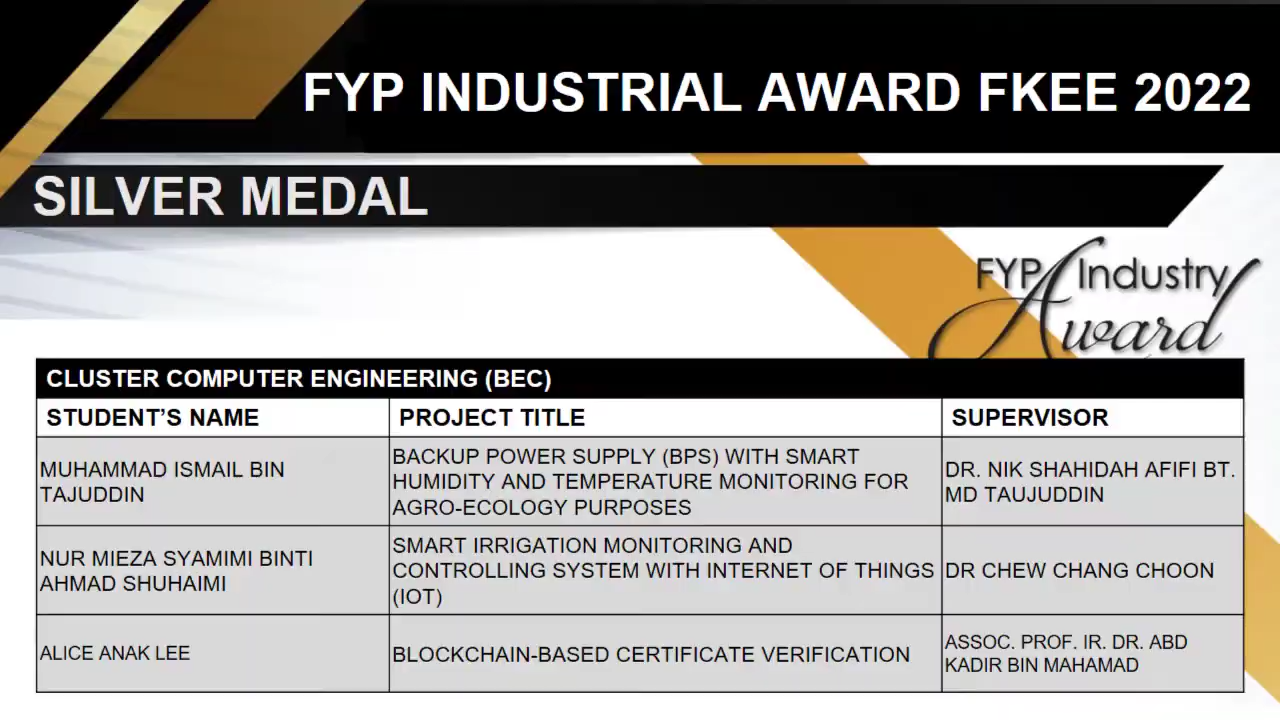 FYP INDUSTRIAL AWARD FKEE 2022
SILVER MEDAL
FYP Industry
Award
CLUSTER COMPUTER ENGINEERING (BEC)
STUDENT’S NAME PROJECT TITLE SUPERVISOR
MUHAMMAD ISMAIL BIN
TAJUDDIN
BACKUP POWER SUPPLY (BPS) WITH SMART
HUMIDITY AND TEMPERATURE MONITORING FOR
AGRO-ECOLOGY PURPOSES
DR. NIK SHAHIDAH AFIFI BT.
MD TAUJUDDIN
NUR MIEZA SYAMIMI BINTI
AHMAD SHUHAIMI
SMART IRRIGATION MONITORING AND
CONTROLLING SYSTEM WITH INTERNET OF THINGS
(IOT)
DR CHEW CHANG CHOON
ALICE ANAK LEE
BLOCKCHAIN-BASED CERTIFICATE VERIFICATION
ASSOC. PROF. IR. DR. ABD
KADIR BIN MAHAMAD